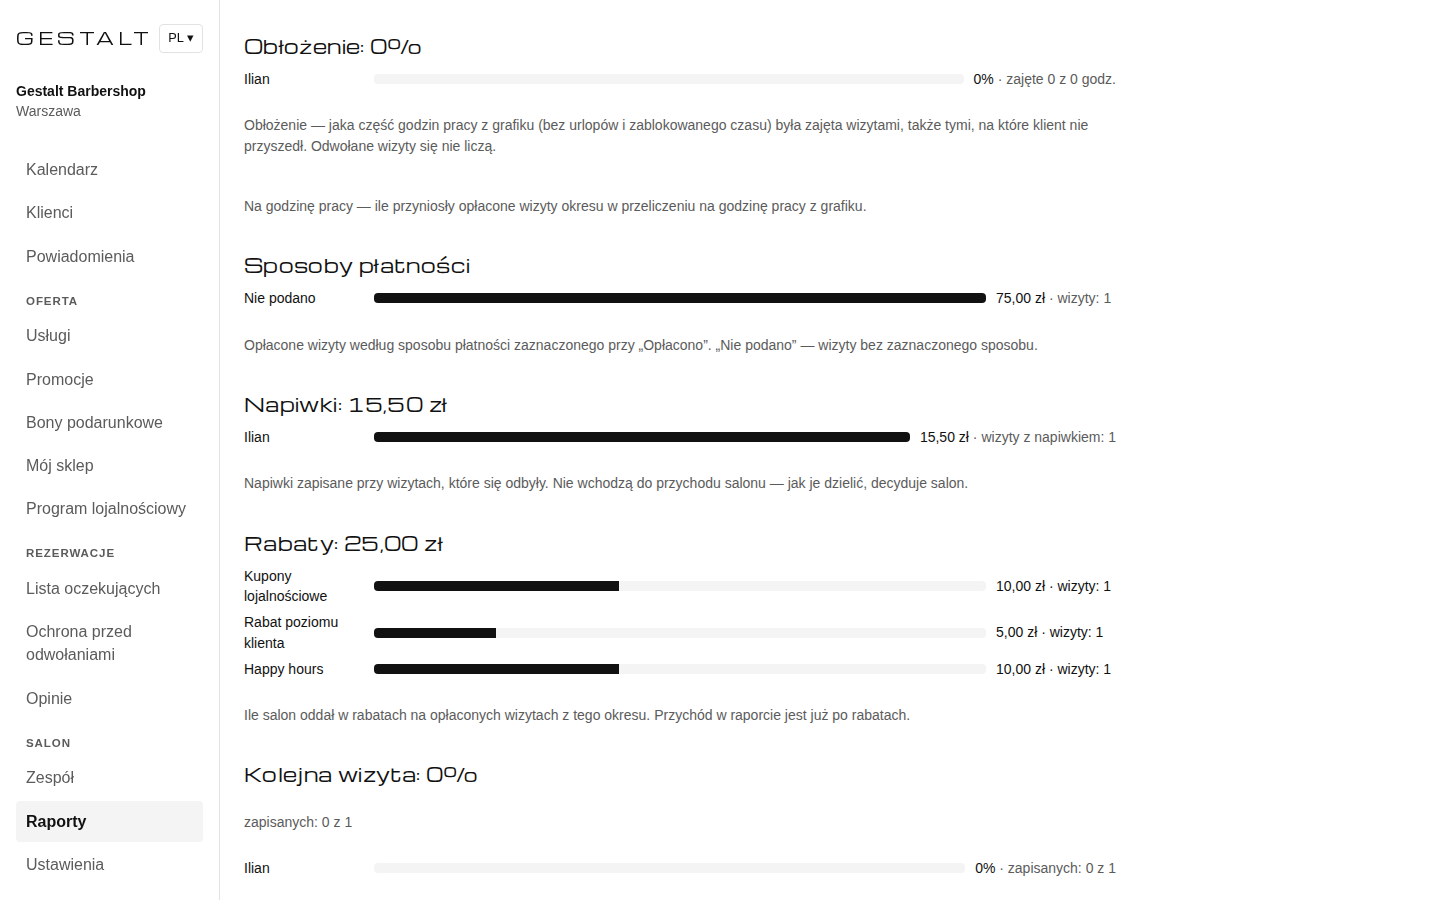 GESTALT
PL ▾
Gestalt Barbershop
Warszawa
Kalendarz
Klienci
Powiadomienia
OFERTA
Usługi
Promocje
Bony podarunkowe
Mój sklep
Program lojalnościowy
REZERWACJE
Lista oczekujących
Ochrona przed
odwołaniami
Opinie
SALON
Zespół
Raporty
Ustawienia
Obłożenie: 0%
Ilian 0% · zajęte 0 z 0 godz.
Obłożenie — jaka część godzin pracy z grafiku (bez urlopów i zablokowanego czasu) była zajęta wizytami, także tymi, na które klient nie
przyszedł. Odwołane wizyty się nie liczą.
Na godzinę pracy — ile przyniosły opłacone wizyty okresu w przeliczeniu na godzinę pracy z grafiku.
Sposoby płatności
Nie podano 75,00 zł · wizyty: 1
Opłacone wizyty według sposobu płatności zaznaczonego przy „Opłacono”. „Nie podano” — wizyty bez zaznaczonego sposobu.
Napiwki: 15,50 zł
Ilian 15,50 zł · wizyty z napiwkiem: 1
Napiwki zapisane przy wizytach, które się odbyły. Nie wchodzą do przychodu salonu — jak je dzielić, decyduje salon.
Rabaty: 25,00 zł
Kupony
lojalnościowe 10,00 zł · wizyty: 1
Rabat poziomu
klienta 5,00 zł · wizyty: 1
Happy hours 10,00 zł · wizyty: 1
Ile salon oddał w rabatach na opłaconych wizytach z tego okresu. Przychód w raporcie jest już po rabatach.
Kolejna wizyta: 0%
zapisanych: 0 z 1
Ilian 0% · zapisanych: 0 z 1